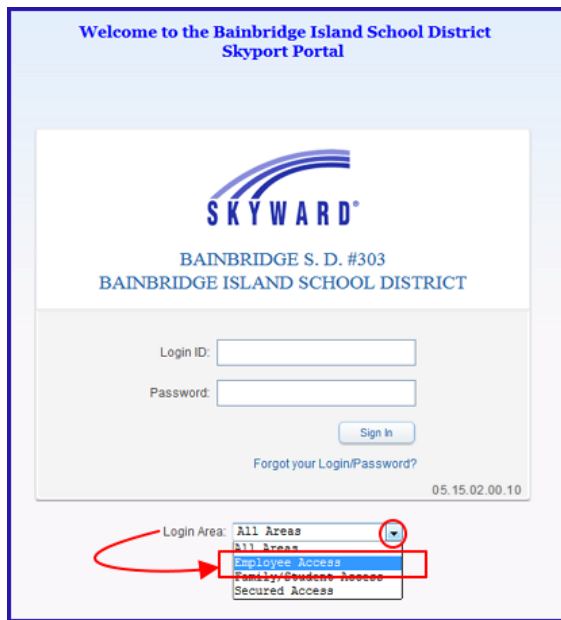 Welcome to the Bainbridge Island School District
Skyport Portal
SKYWARD®
BAINBRIDGE S. D. #303
BAINBRIDGE ISLAND SCHOOL DISTRICT
Login ID:
Password:
Sign In
Forgot your Login/Password?
05.15.02.00.10
Login Area: All Areas
All Areas
Employee Access
Family/Student Access
Secured Access